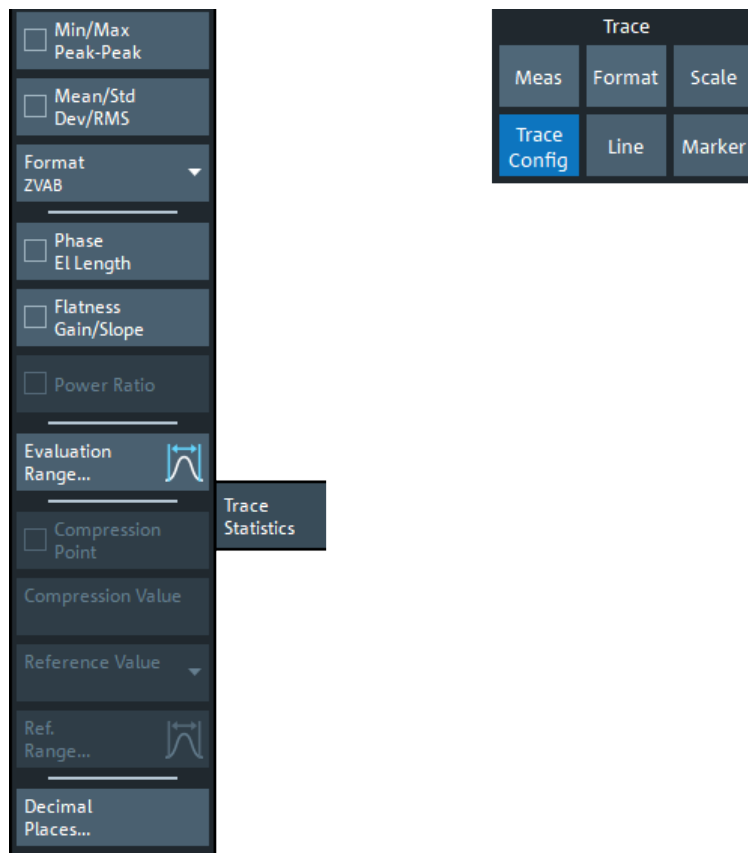 Min/Max
Peak-Peak
Mean/Std
Dev/RMS
Format
ZVAB
Phase
El Length
Flatness
Gain/Slope
Power Ratio
Evaluation
Range...
Compression
Point
Compression Value
Reference Value
Ref.
Range...
Decimal
Places...
Trace
Statistics
Trace
Meas
Format
Scale
Trace
Config
Line
Marker